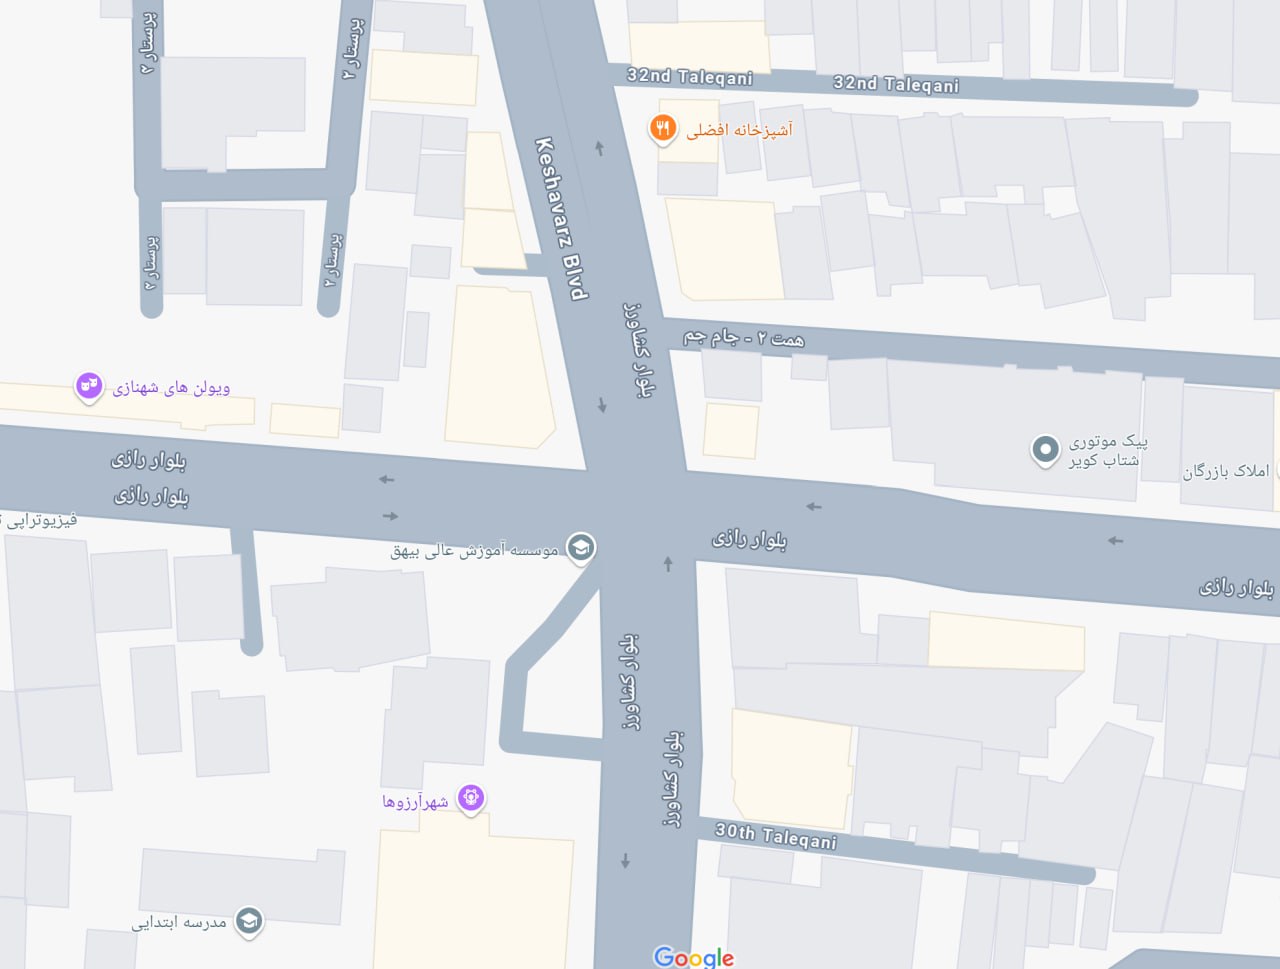 پرستار ۲
پرستار ۲
32nd Taleqani
32nd Taleqani
آشپزخانه افضلی
Keshavarz Blvd
پرستار ۲
پرستار ۲
بلوار کشاورز
همت ۲ - جام جم
ویولن های شهنازی
پیک موتوری
شتاب کویر
املاک بازرگان
بلوار رازی
بلوار رازی
فیزیوتراپی
موسسه آموزش عالی بیهق
بلوار رازی
بلوار رازی
بلوار کشاورز
بلوار کشاورز
شهرآرزوها
30th Taleqani
مدرسه ابتدایی
Google